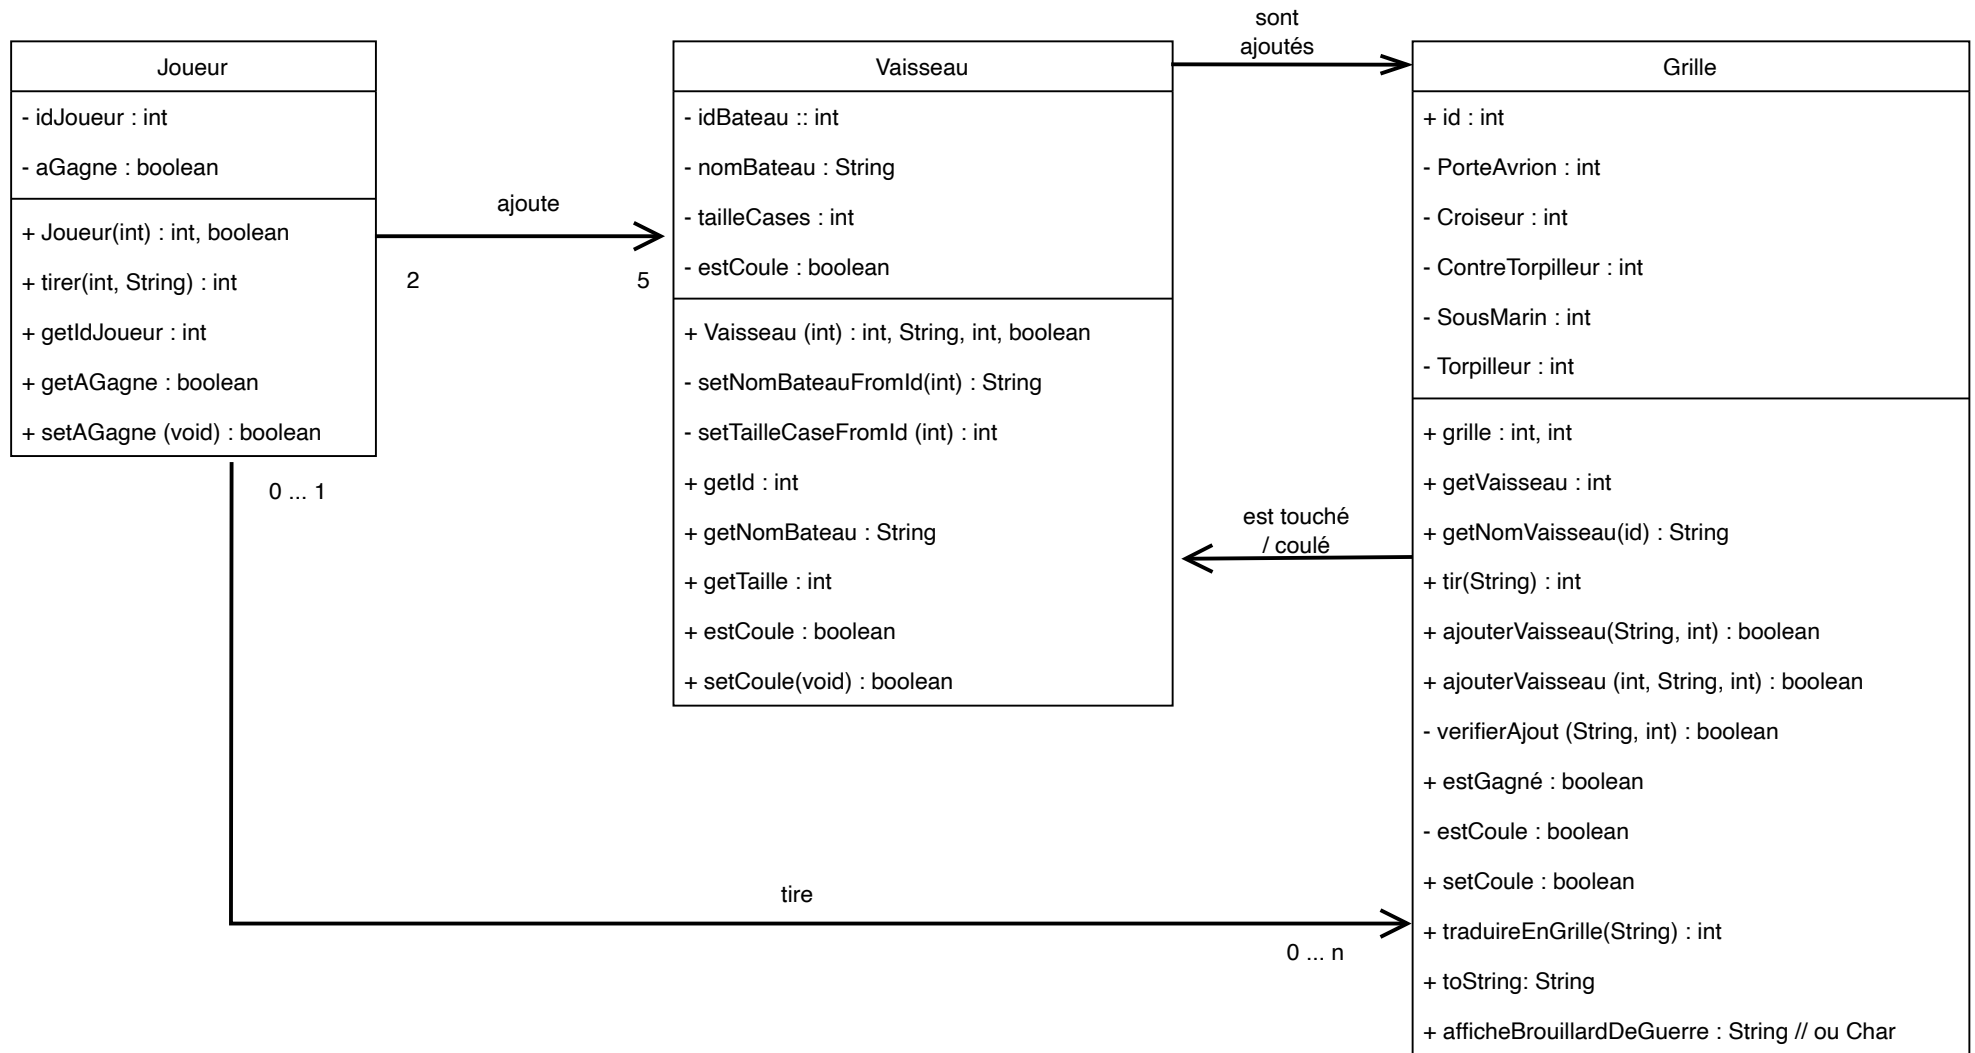 Joueur
- idJoueur : int
- aGagne : boolean
+ Joueur(int) : int, boolean
+ tirer(int, String) : int
+ getIdJoueur : int
+ getAGagne : boolean
+ setAGagne (void) : boolean
ajoute
2
5
0 ... 1
Vaisseau
- idBateau :: int
- nomBateau : String
- tailleCases : int
- estCoule : boolean
+ Vaisseau (int) : int, String, int, boolean
- setNomBateauFromId(int) : String
- setTailleCaseFromId (int) : int
+ getId : int
+ getNomBateau : String
+ getTaille : int
+ estCoule : boolean
+ setCoule(void) : boolean
sont
ajoutés
est touché
/ coulé
tire
0 ... n
Grille
+ id : int
- PorteAvrion : int
- Croiseur : int
- ContreTorpilleur : int
- SousMarin : int
- Torpilleur : int
+ grille : int, int
+ getVaisseau : int
+ getNomVaisseau(id) : String
+ tir(String) : int
+ ajouterVaisseau(String, int) : boolean
+ ajouterVaisseau (int, String, int) : boolean
- verifierAjout (String, int) : boolean
+ estGagné : boolean
- estCoule : boolean
+ setCoule : boolean
+ traduireEnGrille(String) : int
+ toString: String
+ afficheBrouillardDeGuerre : String // ou Char